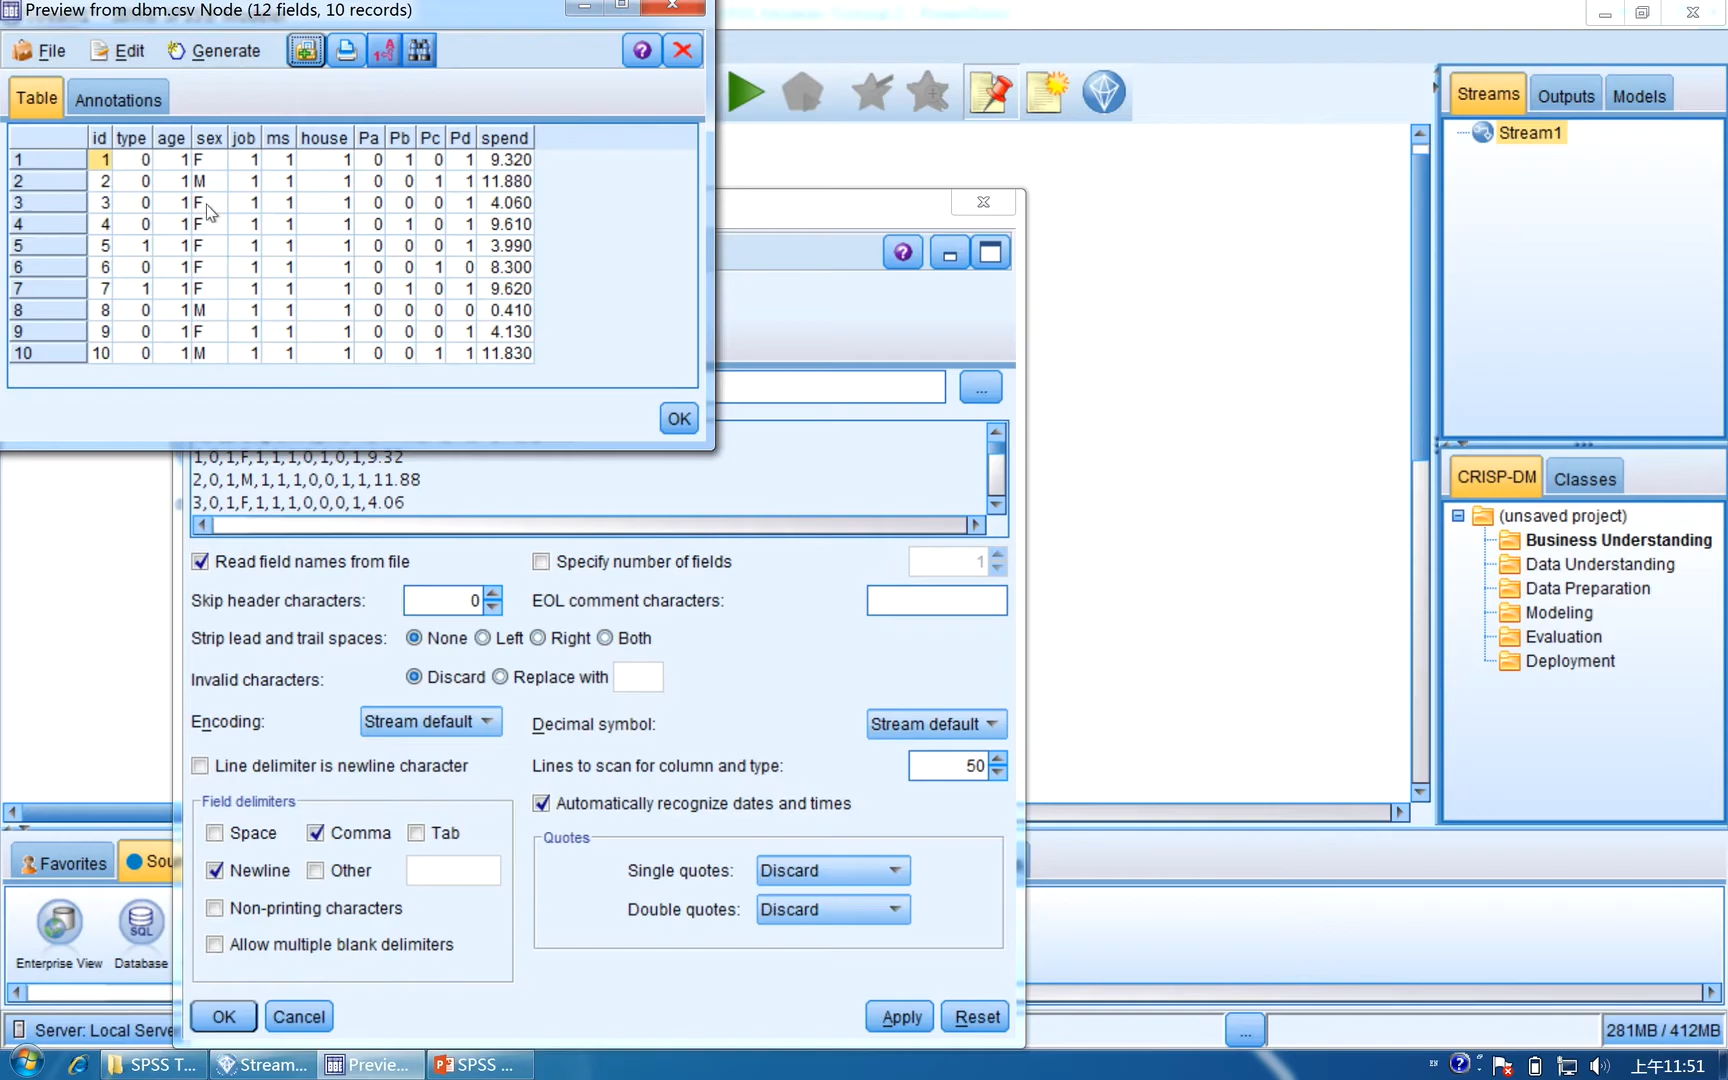 Preview from dbm.csv Node (12 fields, 10 records)
File Edit Generate
Table Annotations
id type age sex job ms house Pa Pb Pc Pd spend
1 1 0 1 F 1 1 1 0 1 0 1 9.320
2 2 0 1 M 1 1 1 0 0 1 1 11.880
3 3 0 1 F 1 1 1 0 0 0 1 4.060
4 4 0 1 F 1 1 1 0 1 0 1 9.610
5 5 1 1 F 1 1 1 0 0 0 1 3.990
6 6 0 1 F 1 1 1 0 0 1 0 8.300
7 7 1 1 F 1 1 1 0 1 0 1 9.620
8 8 0 1 M 1 1 1 0 0 0 0 0.410
9 9 0 1 F 1 1 1 0 0 0 1 4.130
10 10 0 1 M 1 1 1 0 0 1 1 11.830
OK
...
1,0,1,F,1,1,1,0,1,0,1,9.32
2,0,1,M,1,1,1,0,0,1,1,11.88
3,0,1,F,1,1,1,0,0,0,1,4.06
Read field names from file Specify number of fields 1
Skip header characters: 0 EOL comment characters:
Strip lead and trail spaces: None Left Right Both
Invalid characters: Discard Replace with
Encoding: Stream default Decimal symbol: Stream default
Line delimiter is newline character Lines to scan for column and type: 50
Field delimiters Automatically recognize dates and times
Space Comma Tab
Newline Other
Non-printing characters
Allow multiple blank delimiters
Quotes
Single quotes: Discard
Double quotes: Discard
OK Cancel Apply Reset
Streams Outputs Models
Stream1
CRISP-DM Classes
(unsaved project)
Business Understanding
Data Understanding
Data Preparation
Modeling
Evaluation
Deployment
Favorites Sou
SQL
Enterprise View Database
Server: Local Serve ... 281MB / 412MB
SPSS T... Stream... Previe... SPSS ... 上午11:51